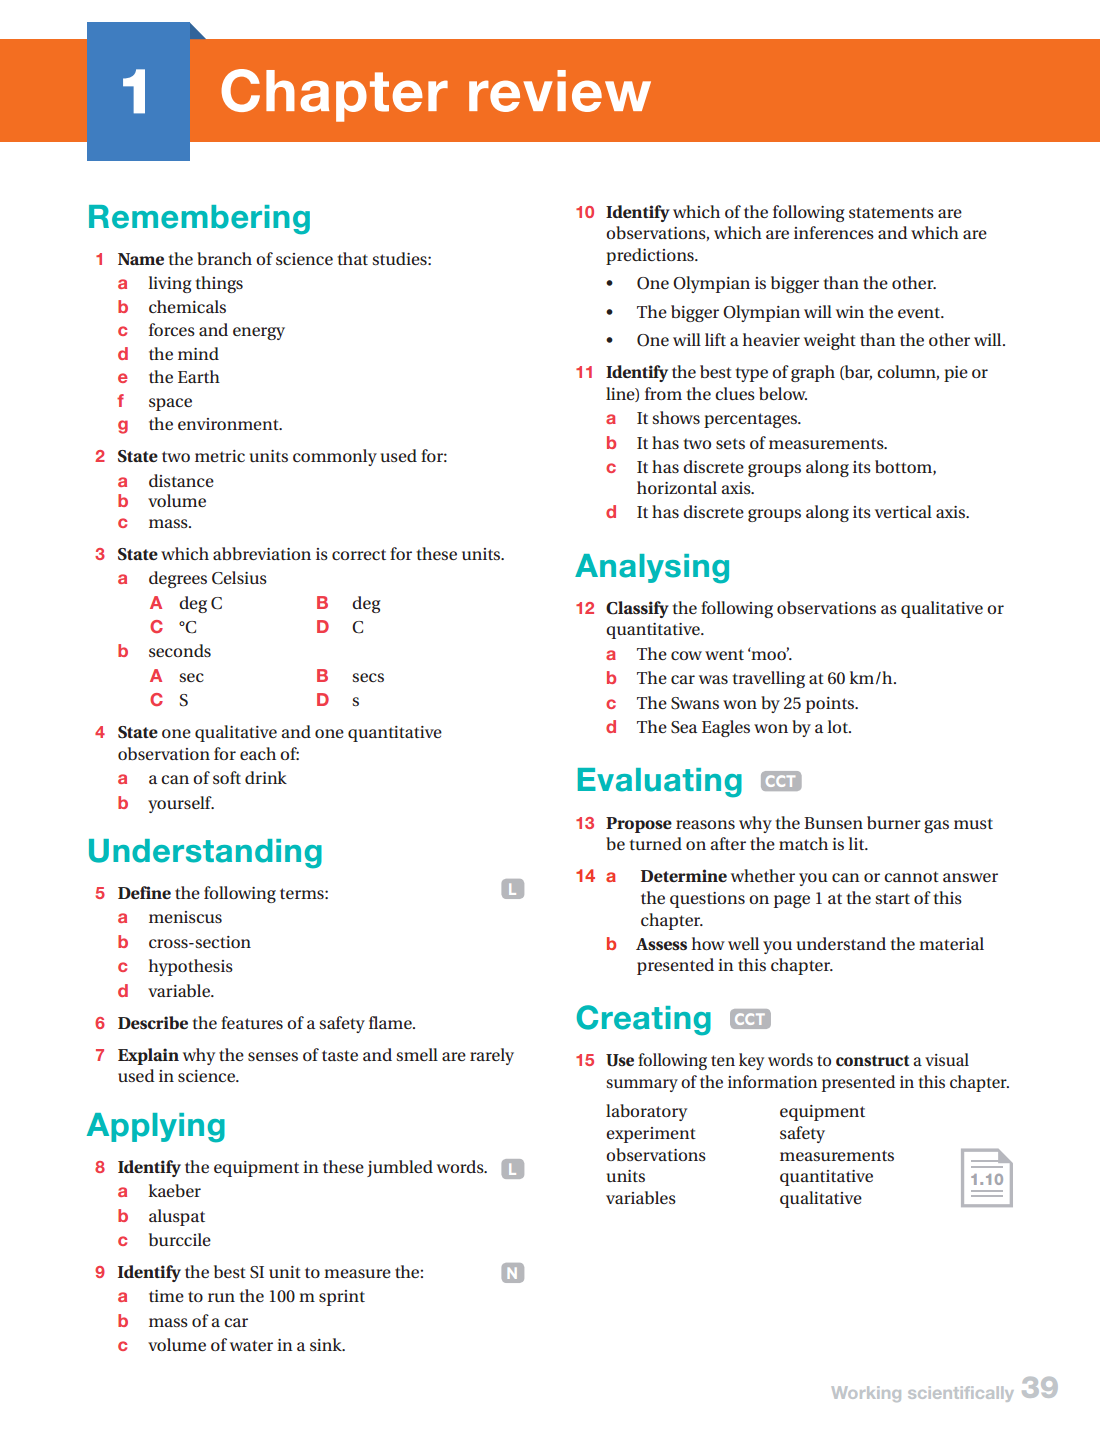 1
Chapter review
Remembering
1 Name the branch of science that studies:
a living things
b chemicals
c forces and energy
d the mind
e the Earth
f space
g the environment.
2 State two metric units commonly used for:
a distance
b volume
c mass.
3 State which abbreviation is correct for these units.
a degrees Celsius
A deg C B deg
C °C D C
b seconds
A sec B secs
C S D s
4 State one qualitative and one quantitative
observation for each of:
a a can of soft drink
b yourself.
Understanding
5 Define the following terms: L
a meniscus
b cross-section
c hypothesis
d variable.
6 Describe the features of a safety flame.
7 Explain why the senses of taste and smell are rarely
used in science.
Applying
8 Identify the equipment in these jumbled words. L
a kaeber
b aluspat
c burccile
9 Identify the best SI unit to measure the: N
a time to run the 100 m sprint
b mass of a car
c volume of water in a sink.
10 Identify which of the following statements are
observations, which are inferences and which are
predictions.
• One Olympian is bigger than the other.
• The bigger Olympian will win the event.
• One will lift a heavier weight than the other will.
11 Identify the best type of graph (bar, column, pie or
line) from the clues below.
a It shows percentages.
b It has two sets of measurements.
c It has discrete groups along its bottom,
horizontal axis.
d It has discrete groups along its vertical axis.
Analysing
12 Classify the following observations as qualitative or
quantitative.
a The cow went ‘moo’.
b The car was travelling at 60 km/h.
c The Swans won by 25 points.
d The Sea Eagles won by a lot.
Evaluating CCT
13 Propose reasons why the Bunsen burner gas must
be turned on after the match is lit.
14 a Determine whether you can or cannot answer
the questions on page 1 at the start of this
chapter.
b Assess how well you understand the material
presented in this chapter.
Creating CCT
15 Use following ten key words to construct a visual
summary of the information presented in this chapter.
laboratory equipment
experiment safety
observations measurements
units quantitative
variables qualitative
1.10
Working scientifically 39